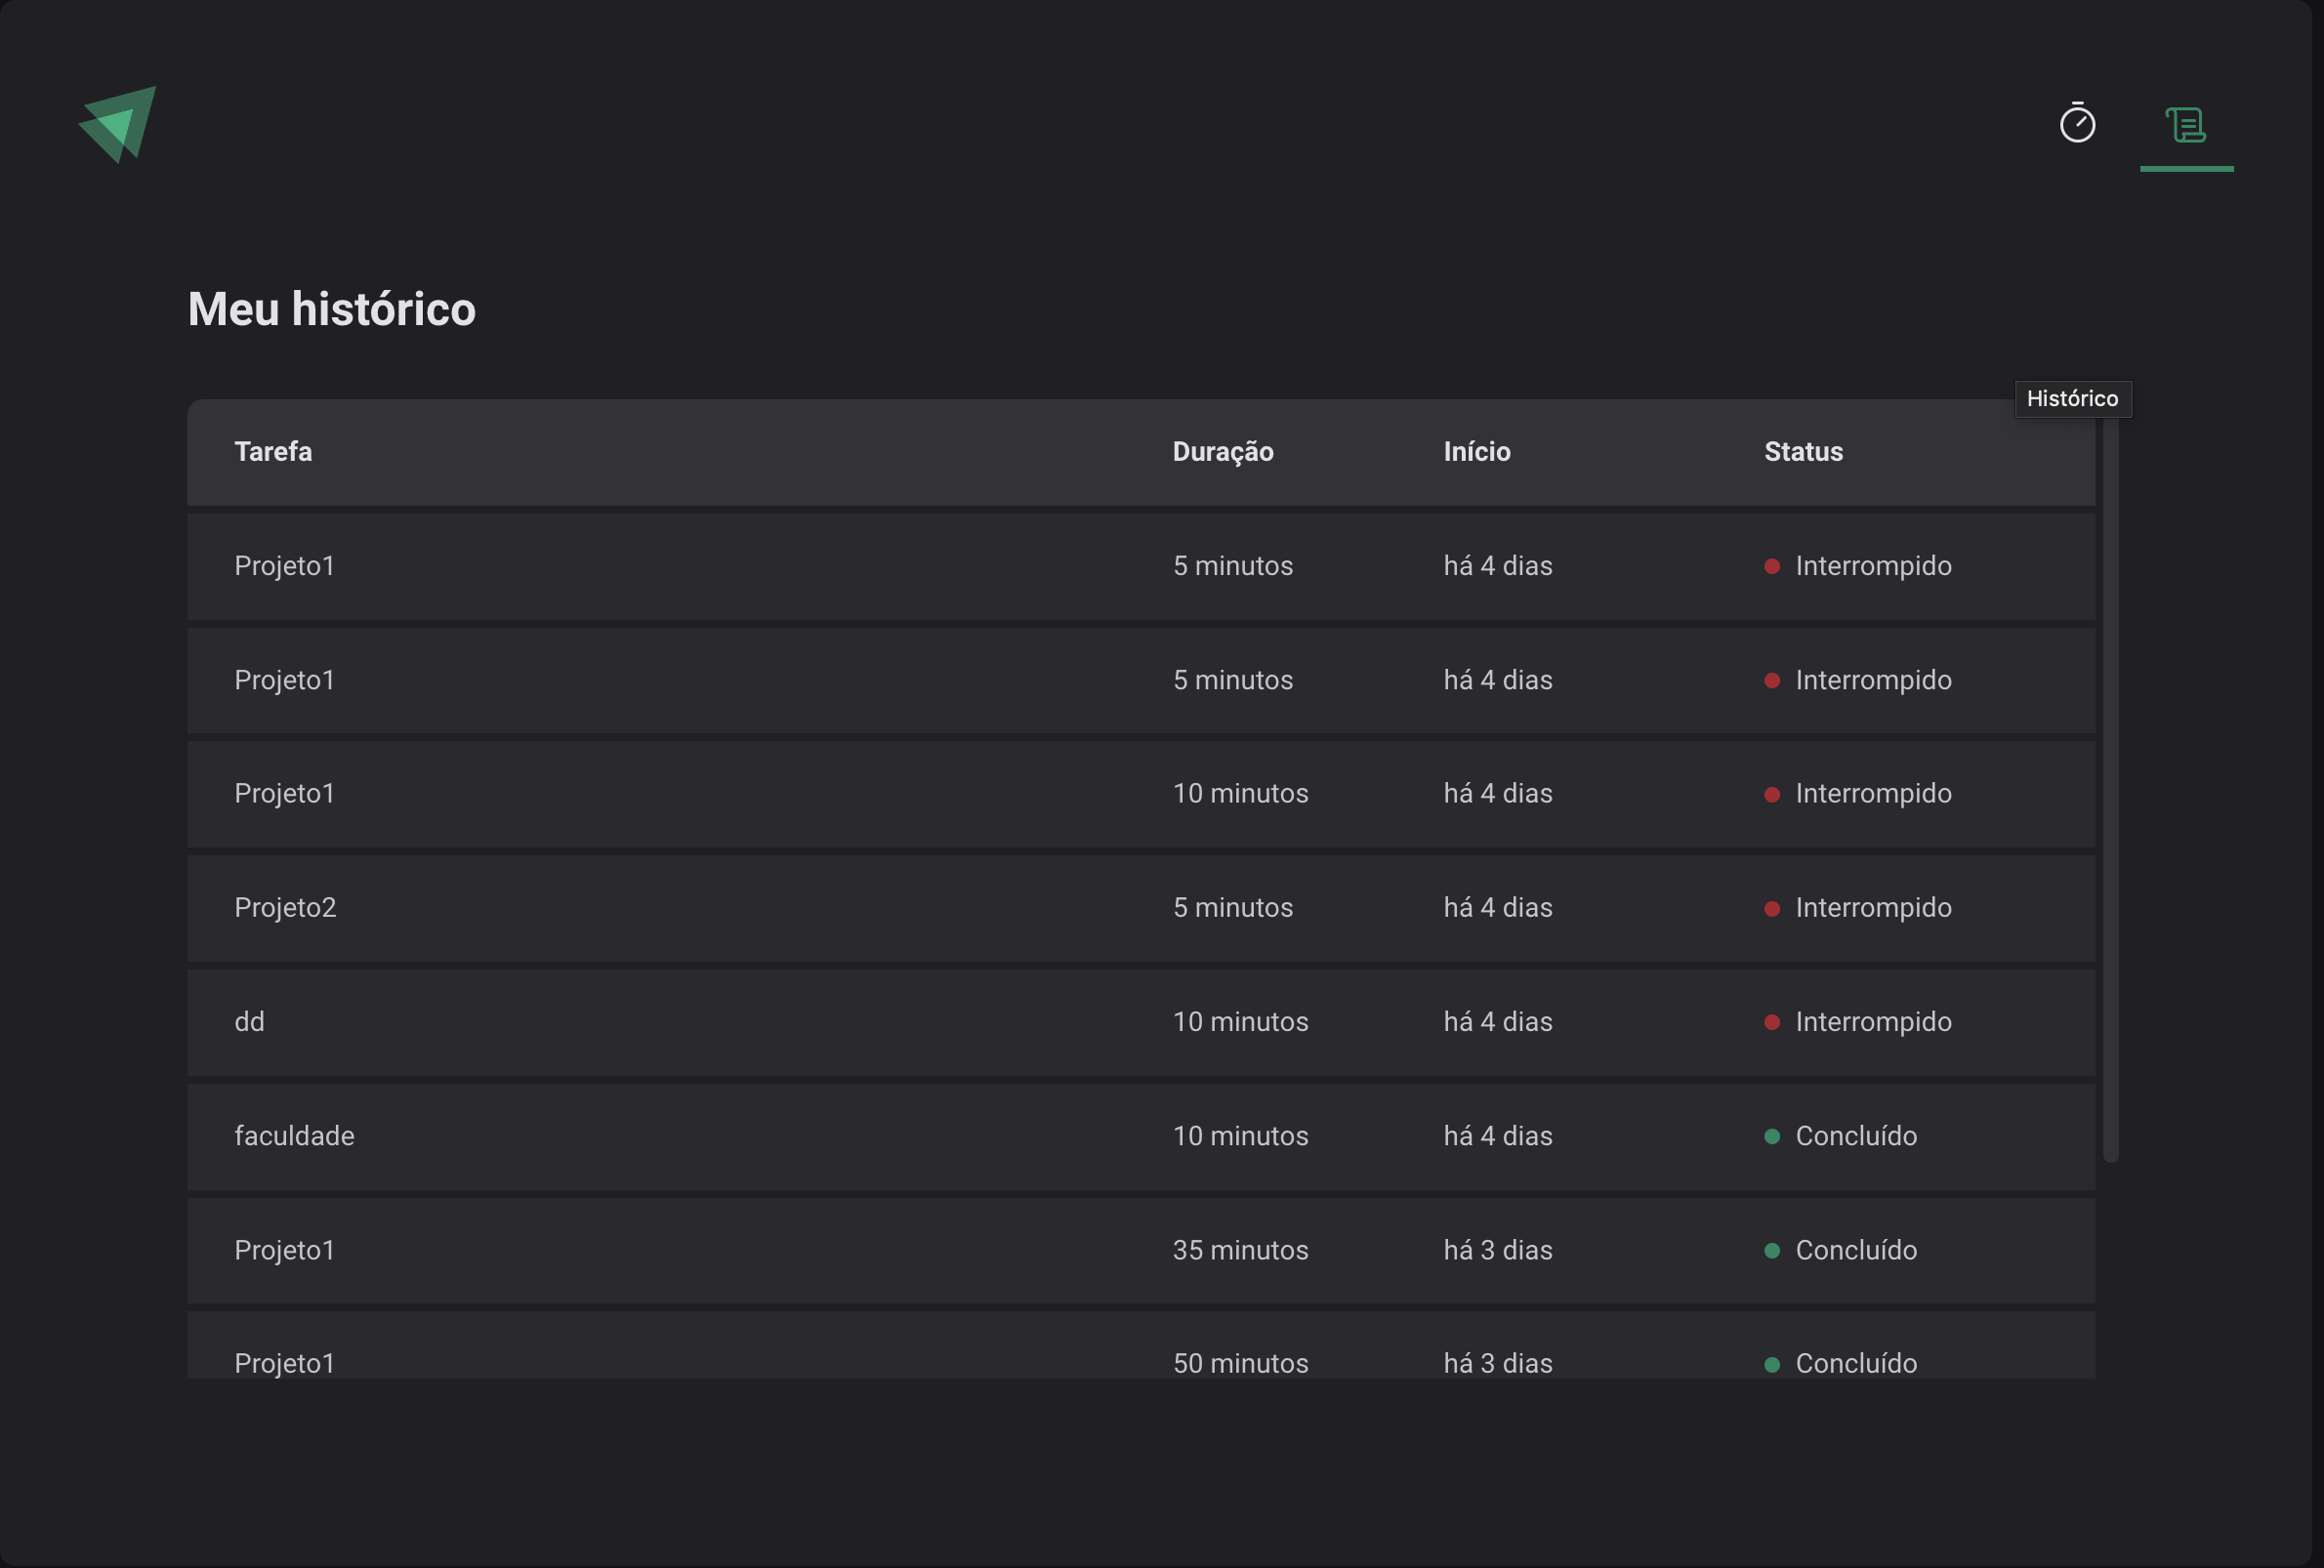 Meu histórico
Histórico
Tarefa Duração Início Status
Projeto1 5 minutos há 4 dias Interrompido
Projeto1 5 minutos há 4 dias Interrompido
Projeto1 10 minutos há 4 dias Interrompido
Projeto2 5 minutos há 4 dias Interrompido
dd 10 minutos há 4 dias Interrompido
faculdade 10 minutos há 4 dias Concluído
Projeto1 35 minutos há 3 dias Concluído
Projeto1 50 minutos há 3 dias Concluído